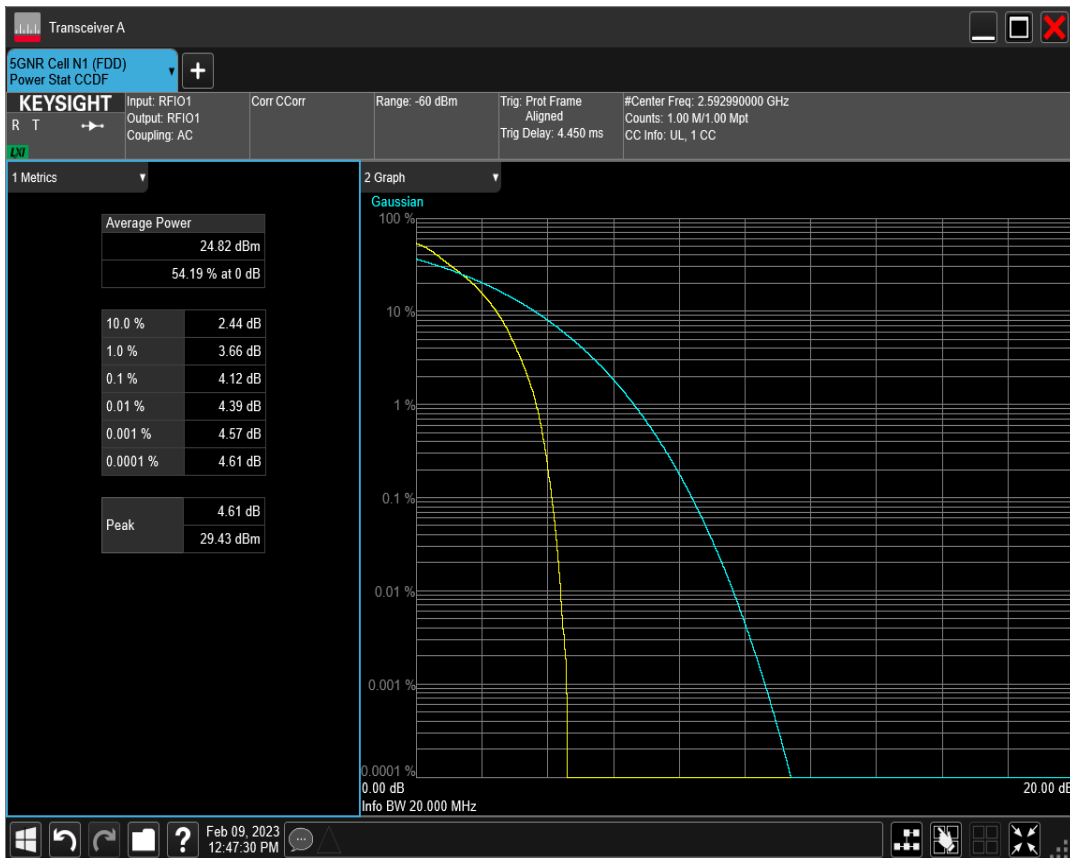 Transceiver A
5GNR Cell N1 (FDD)
Power Stat CCDF
+
KEYSIGHT
R T
LXI
Input: RFIO1
Output: RFIO1
Coupling: AC
Corr CCorr
Range: -60 dBm
Trig: Prot Frame
Aligned
Trig Delay: 4.450 ms
#Center Freq: 2.592990000 GHz
Counts: 1.00 M/1.00 Mpt
CC Info: UL, 1 CC
1 Metrics
Average Power
24.82 dBm
54.19 % at 0 dB
10.0 % 2.44 dB
1.0 % 3.66 dB
0.1 % 4.12 dB
0.01 % 4.39 dB
0.001 % 4.57 dB
0.0001 % 4.61 dB
Peak
4.61 dB
29.43 dBm
2 Graph
Gaussian
100 %
10 %
1 %
0.1 %
0.01 %
0.001 %
0.0001 %
0.00 dB 20.00 dB
Info BW 20.000 MHz
?
Feb 09, 2023
12:47:30 PM